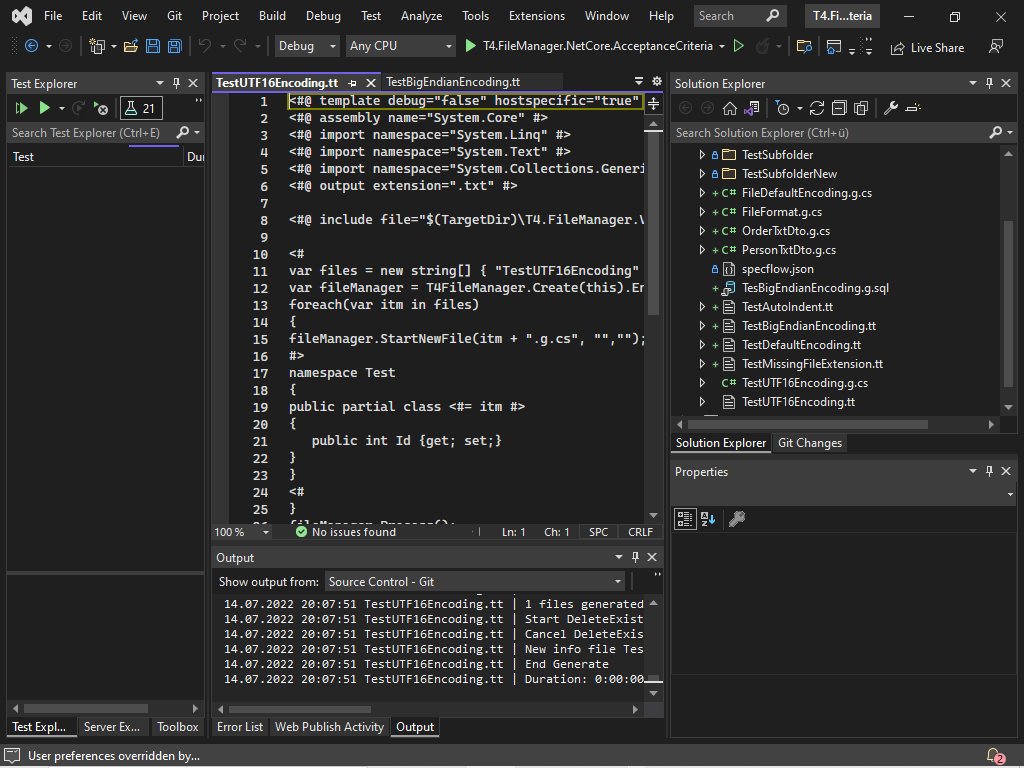 File Edit View Git Project Build Debug Test Analyze Tools Extensions Window Help Search T4.Fi...teria
Debug Any CPU T4.FileManager.NetCore.AcceptanceCriteria Live Share
Test Explorer
21
Search Test Explorer (Ctrl+E)
Test Dur
TestUTF16Encoding.tt TestBigEndianEncoding.tt
1 <#@ template debug="false" hostspecific="true"
2 <#@ assembly name="System.Core" #>
3 <#@ import namespace="System.Linq" #>
4 <#@ import namespace="System.Text" #>
5 <#@ import namespace="System.Collections.Generi
6 <#@ output extension=".txt" #>
7
8 <#@ include file="$(TargetDir)\T4.FileManager.V
9
10 <#
11 var files = new string[] { "TestUTF16Encoding"
12 var fileManager = T4FileManager.Create(this).En
13 foreach(var itm in files)
14 {
15 fileManager.StartNewFile(itm + ".g.cs", "","");
16 #>
17 namespace Test
18 {
19 public partial class <#= itm #>
20 {
21 public int Id {get; set;}
22 }
23 }
24 <#
25 }
26 fileManager.Process();
100 % No issues found Ln: 1 Ch: 1 SPC CRLF
Output
Show output from: Source Control - Git
14.07.2022 20:07:51 TestUTF16Encoding.tt | 1 files generated
14.07.2022 20:07:51 TestUTF16Encoding.tt | Start DeleteExist
14.07.2022 20:07:51 TestUTF16Encoding.tt | Cancel DeleteExis
14.07.2022 20:07:51 TestUTF16Encoding.tt | New info file Tes
14.07.2022 20:07:51 TestUTF16Encoding.tt | End Generate
14.07.2022 20:07:51 TestUTF16Encoding.tt | Duration: 0:00:00
Solution Explorer
Search Solution Explorer (Ctrl+ü)
TestSubfolder
TestSubfolderNew
+ C# FileDefaultEncoding.g.cs
+ C# FileFormat.g.cs
+ C# OrderTxtDto.g.cs
+ C# PersonTxtDto.g.cs
specflow.json
+ TesBigEndianEncoding.g.sql
+ TestAutoIndent.tt
+ TestBigEndianEncoding.tt
+ TestDefaultEncoding.tt
+ TestMissingFileExtension.tt
C# TestUTF16Encoding.g.cs
TestUTF16Encoding.tt
Solution Explorer Git Changes
Properties
Test Expl... Server Ex... Toolbox Error List Web Publish Activity Output
User preferences overridden by... 2